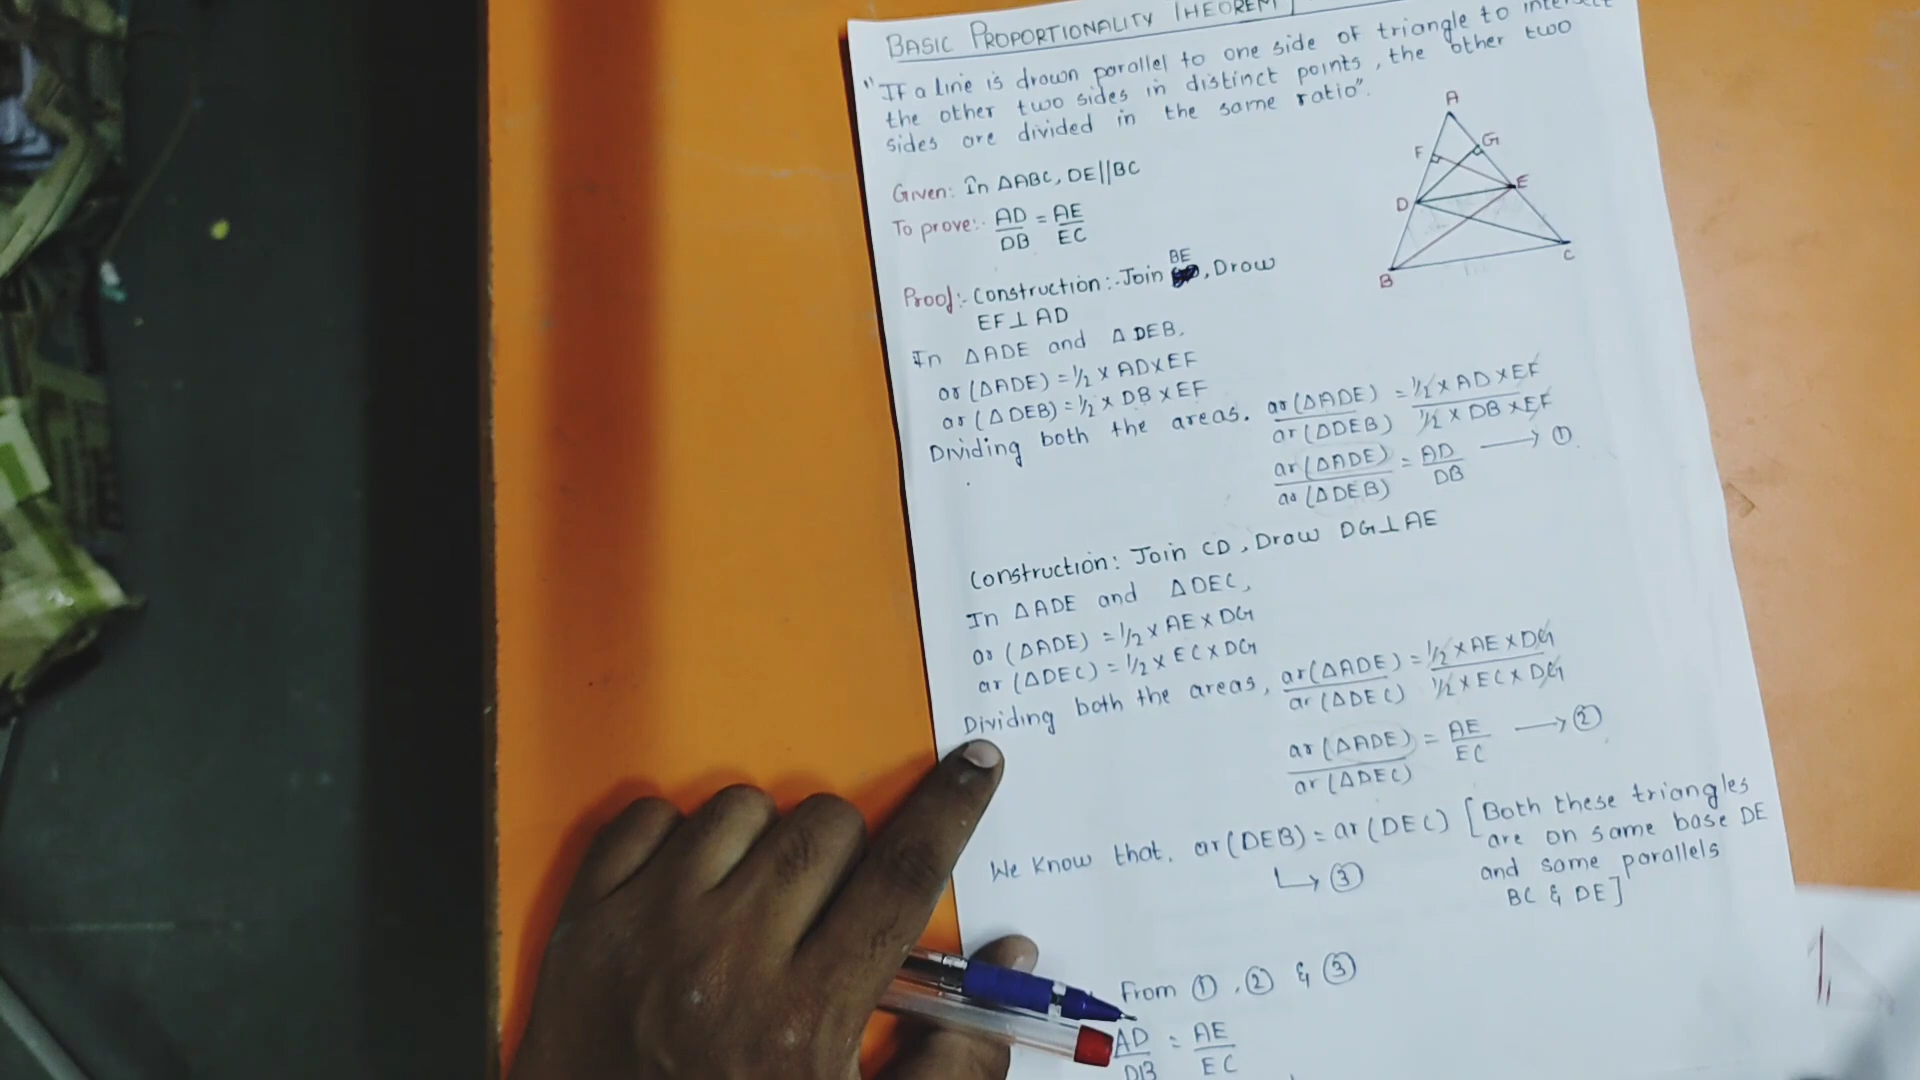 BASIC PROPORTIONALITY THEOREM
"If a line is drawn parallel to one side of triangle to intersect
the other two sides in distinct points, the other two
sides are divided in the same ratio".
Given: In ΔABC, DE||BC
To prove:- AD/DB = AE/EC
Proof:- Construction:- Join BE, Draw
EF⊥AD
In ΔADE and ΔDEB,
ar(ΔADE) = 1/2 × AD×EF
ar(ΔDEB) = 1/2 × DB×EF
Dividing both the areas. ar(ΔADE)/ar(ΔDEB) = 1/2 × AD × EF / 1/2 × DB × EF
ar(ΔADE)/ar(ΔDEB) = AD/DB → ①
Construction: Join CD, Draw DG⊥AE
In ΔADE and ΔDEC,
ar(ΔADE) = 1/2 × AE × DG
ar(ΔDEC) = 1/2 × EC × DG
Dividing both the areas, ar(ΔADE)/ar(ΔDEC) = 1/2 × AE × DG / 1/2 × EC × DG
ar(ΔADE)/ar(ΔDEC) = AE/EC → ②
We know that, ar(DEB) = ar(DEC) [Both these triangles
are on same base DE
and same parallels
BC & DE]
↳ ③
From ①, ② & ③
AD/DB = AE/EC
A
F
G
D
E
B
C